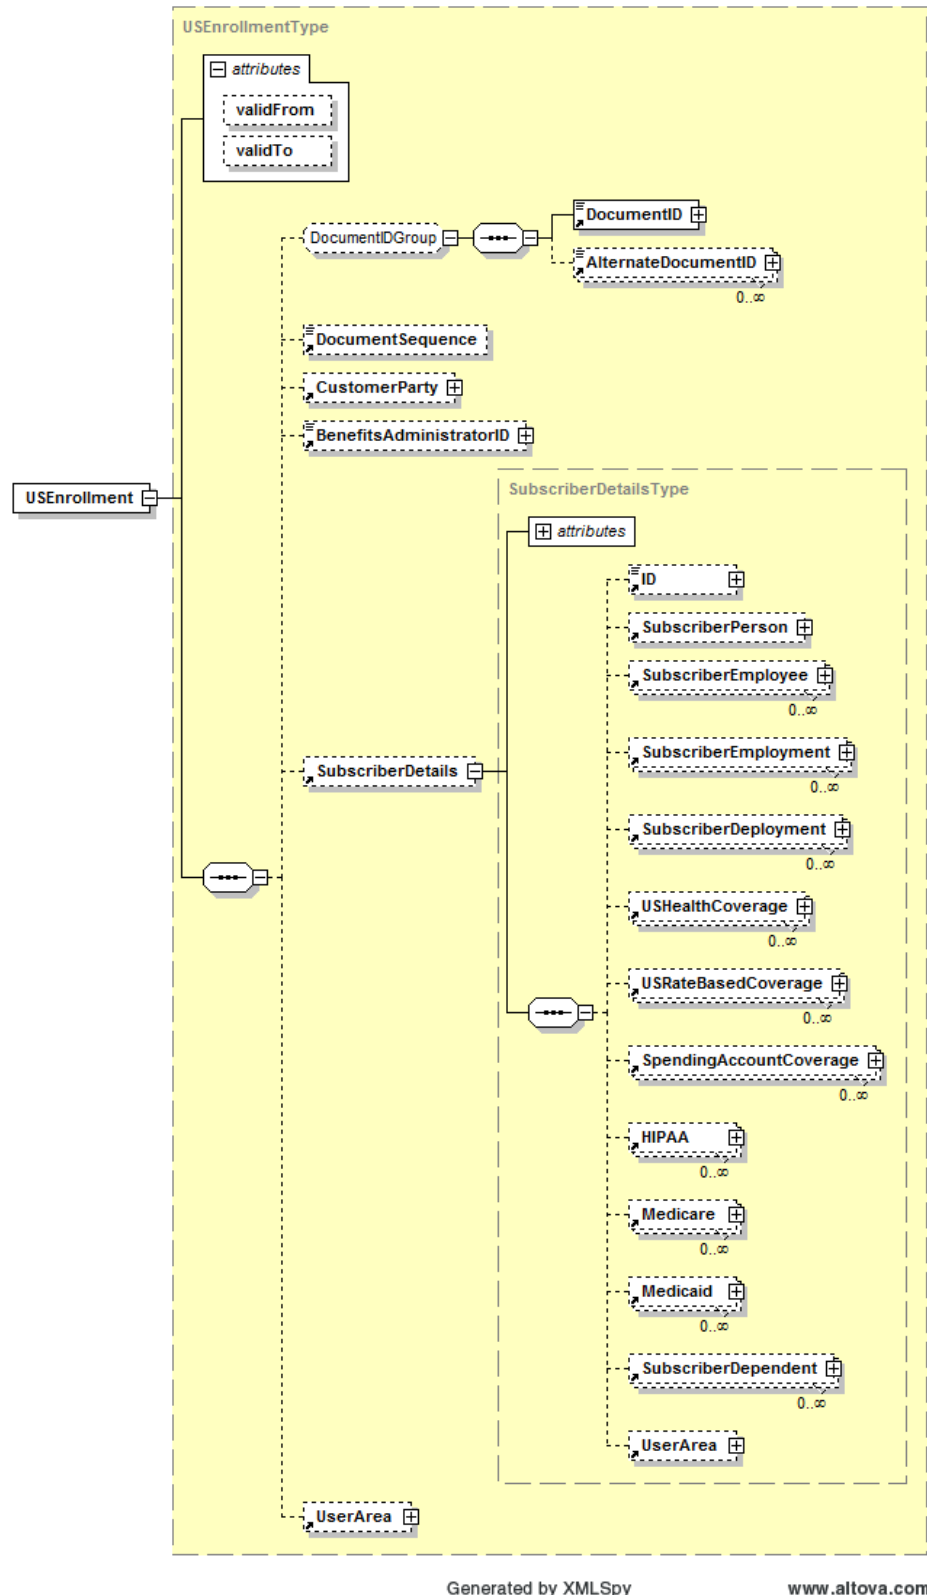 USEnrollmentType
attributes
validFrom
validTo
DocumentIDGroup
DocumentID
AlternateDocumentID
0..∞
DocumentSequence
CustomerParty
BenefitsAdministratorID
USEnrollment
SubscriberDetailsType
attributes
ID
SubscriberPerson
SubscriberEmployee
0..∞
SubscriberEmployment
0..∞
SubscriberDetails
SubscriberDeployment
0..∞
USHealthCoverage
0..∞
USRateBasedCoverage
0..∞
SpendingAccountCoverage
0..∞
HIPAA
0..∞
Medicare
0..∞
Medicaid
0..∞
SubscriberDependent
0..∞
UserArea
UserArea
Generated by XMLSpy www.altova.com